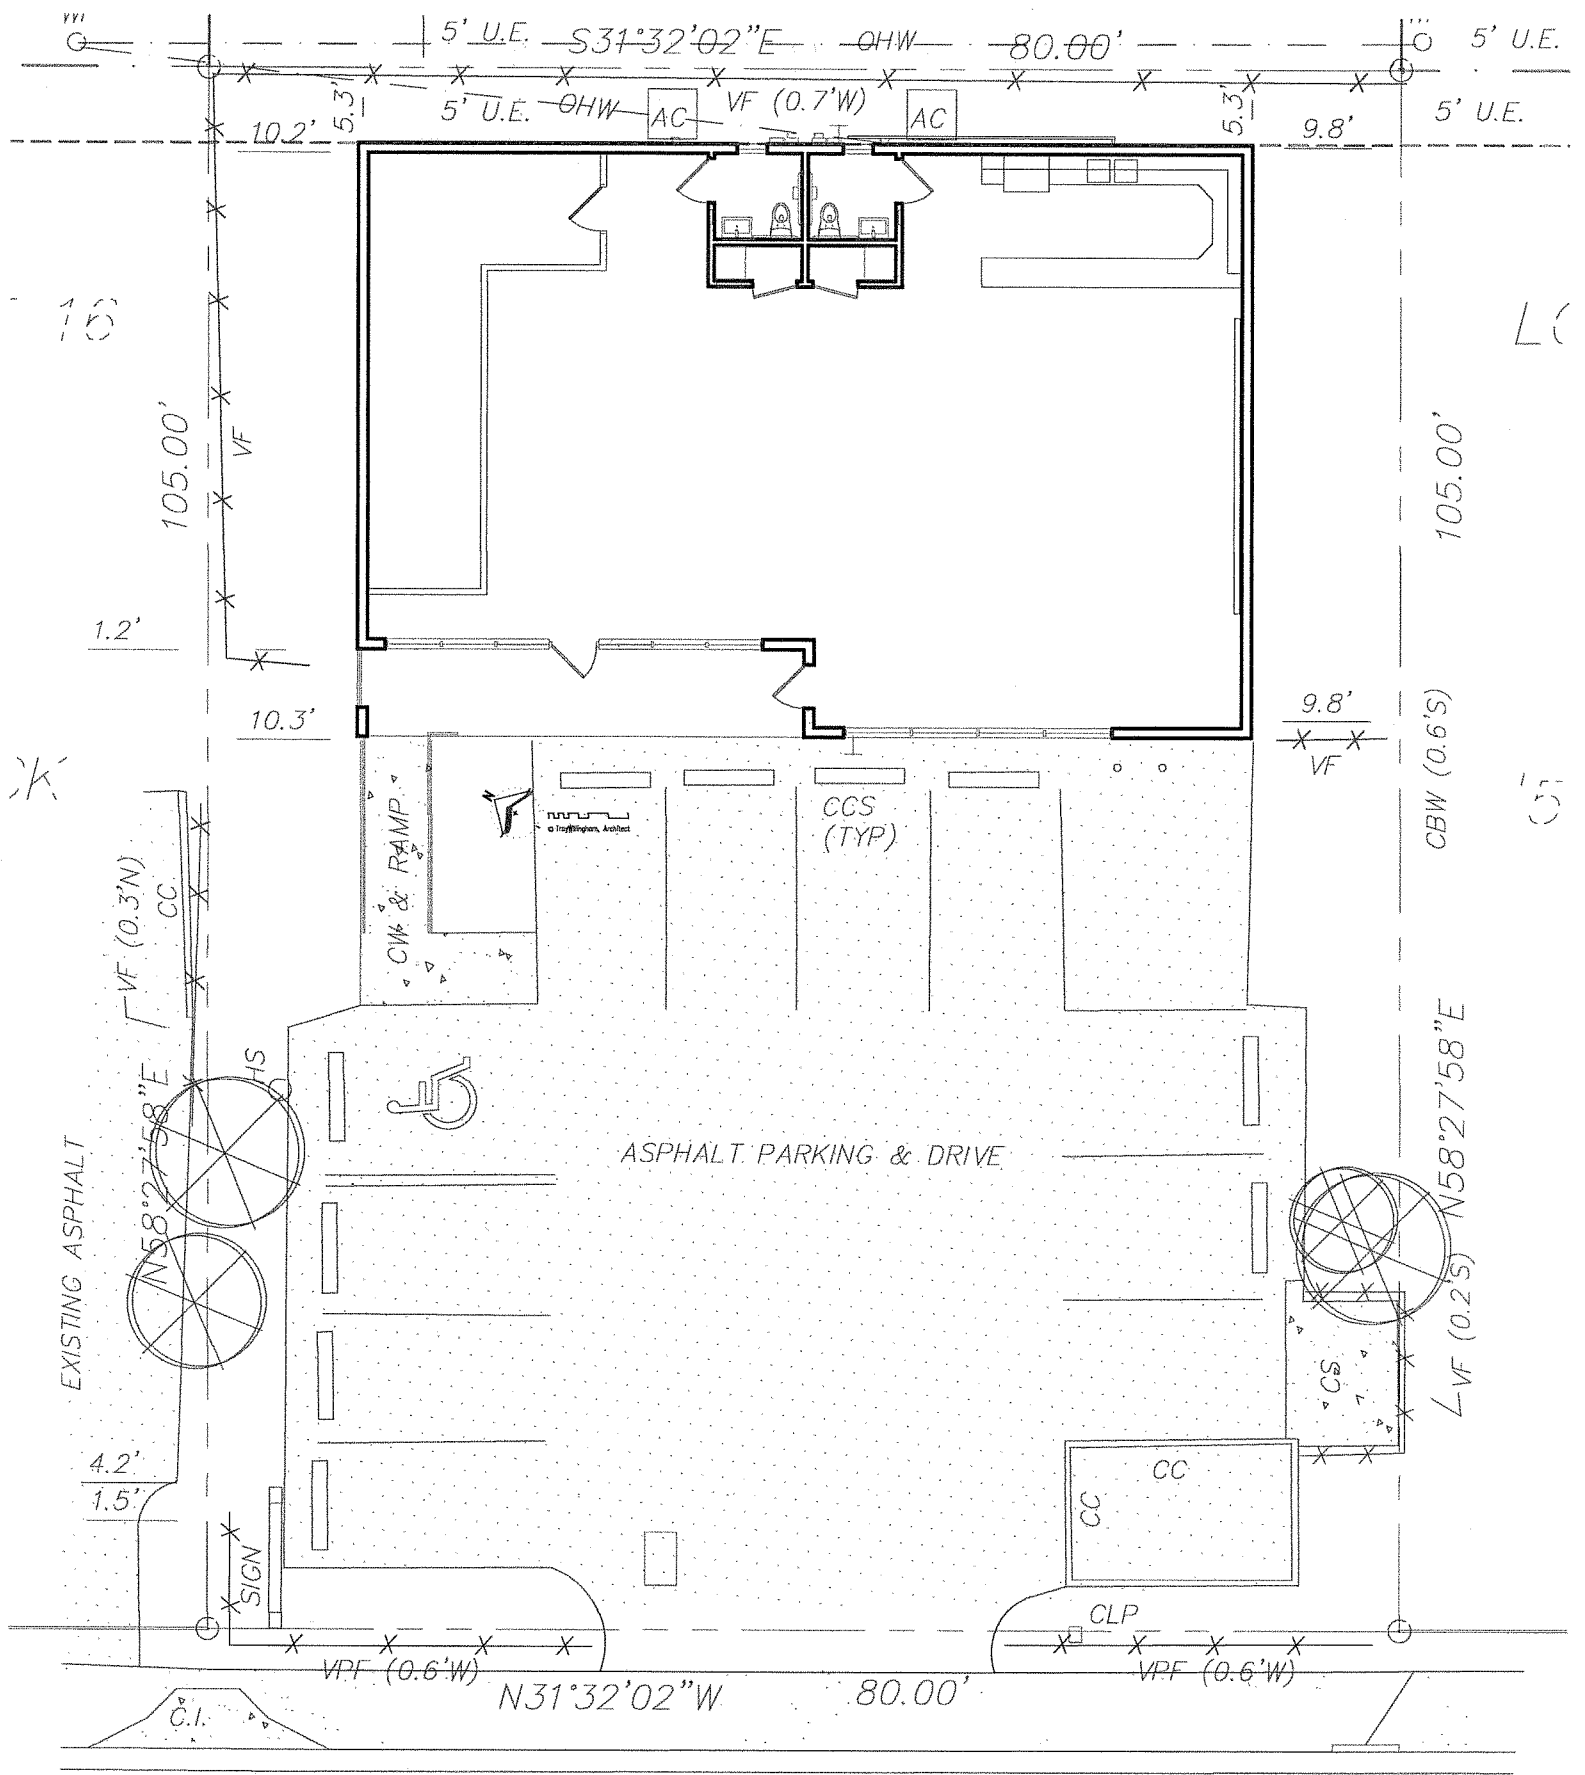 5' U.E.
S31°32'02"E
OHW
80.00'
5' U.E.
5.3'
5' U.E.
OHW
AC
VF (0.7'W)
AC
5.3'
5' U.E.
10.2'
9.8'
16
105.00'
VF
105.00'
1.2'
10.3'
9.8'
VF
CBW (0.6'S)
N
CCS
(TYP)
CW & RAMP
VF (0.3'N)
CC
HS
N58°27'58"E
N58°27'58"E
ASPHALT PARKING & DRIVE
EXISTING ASPHALT
VF (0.2'S)
CS
4.2'
1.5'
CC
CC
SIGN
CLP
VPF (0.6'W)
VPF (0.6'W)
N31°32'02"W
80.00'
C.I.